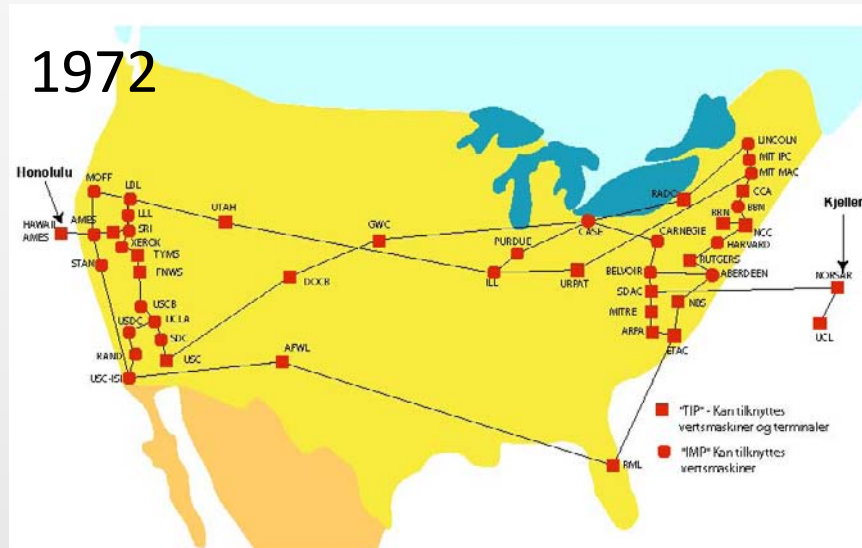 1972
Honolulu
HAWAII
AMES
MOFF
AMES
STAN
LDL
LLL
SRI
XEROX
TYMS
FNWS
USCB
UCLA
USDC
SDC
RAND
USC
USC-ISI
UTAH
GWC
DOCB
AFWL
PURDUE
ILL
URPAT
CASE
RADC
CARNEGIE
BELVOIR
SDAC
MITRE
ARPA
ETAC
NBS
ABERDEEN
RUTGERS
HARVARD
NCC
BBN
BBN
CCA
MIT MAC
MIT IPC
LINCOLN
Kjeller
NORSAR
UCL
RML
"TIP" - Kan tilknyttes
vertsmaskiner og terminaler
"IMP" Kan tilknyttes
vertsmaskiner